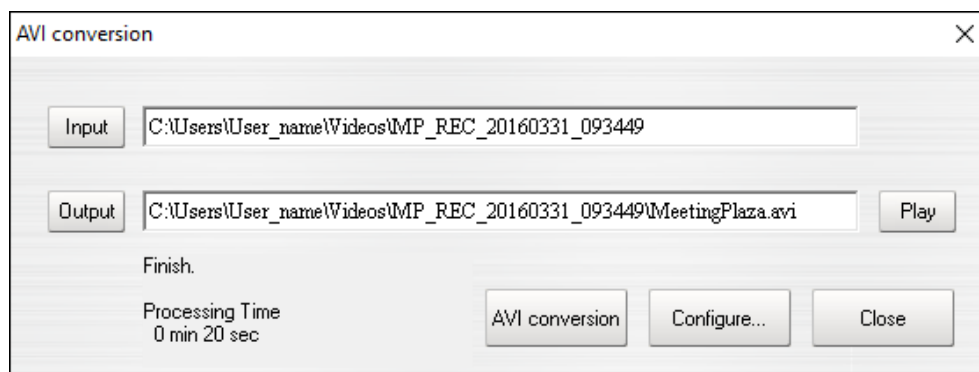 AVI conversion
Input C:\Users\User_name\Videos\MP_REC_20160331_093449
Output C:\Users\User_name\Videos\MP_REC_20160331_093449\MeetingPlaza.avi Play
Finish.
Processing Time
0 min 20 sec
AVI conversion Configure... Close